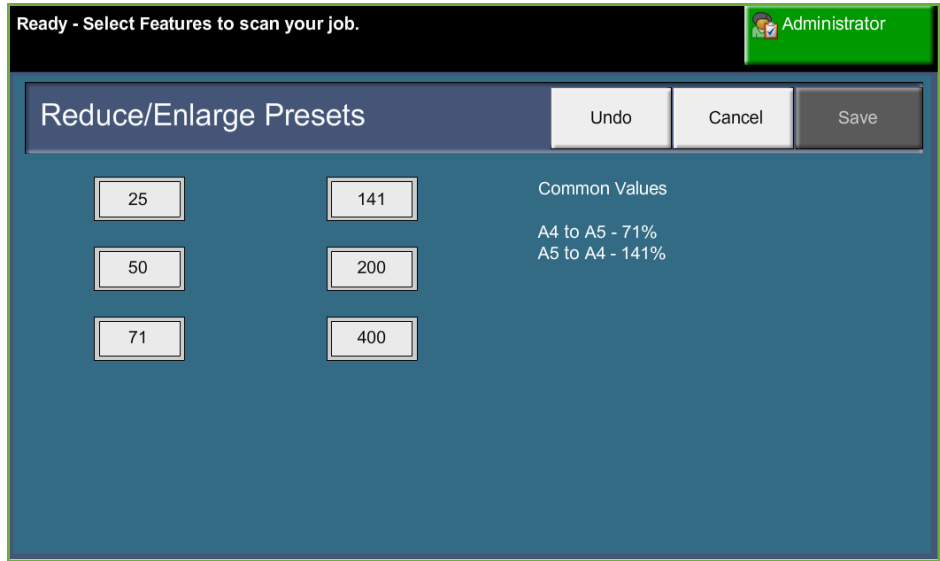 Ready - Select Features to scan your job.
Administrator
Reduce/Enlarge Presets
Undo
Cancel
Save
25
141
Common Values
50
200
A4 to A5 - 71%
A5 to A4 - 141%
71
400